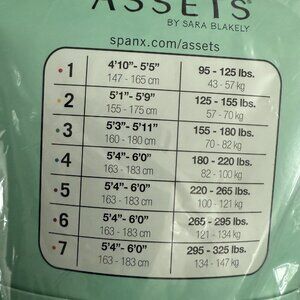 ASSETS®
BY SARA BLAKELY
spanx.com/assets
1 4'10"- 5'5" 95 - 125 lbs.
147 - 165 cm 43 - 57 kg
2 5'1"- 5'9" 125 - 155 lbs.
155 - 175 cm 57 - 70 kg
3 5'3"- 5'11" 155 - 180 lbs.
160 - 180 cm 70 - 82 kg
4 5'4"- 6'0" 180 - 220 lbs.
163 - 183 cm 82 - 100 kg
5 5'4"- 6'0" 220 - 265 lbs.
163 - 183 cm 100 - 121 kg
6 5'4"- 6'0" 265 - 295 lbs.
163 - 183 cm 121 - 134 kg
7 5'4"- 6'0" 295 - 325 lbs.
163 - 183 cm 134 - 147 kg